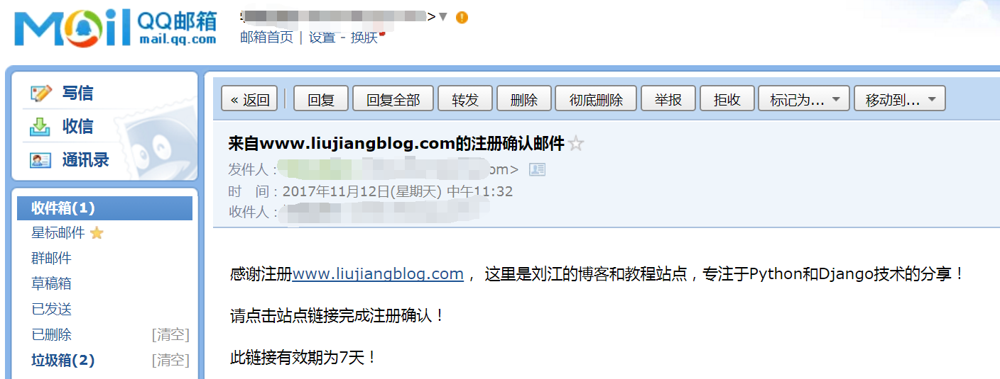 Mail QQ邮箱
mail.qq.com
>
邮箱首页 | 设置 - 换肤
写信
收信
通讯录
收件箱(1)
星标邮件
群邮件
草稿箱
已发送
已删除 [清空]
垃圾箱(2) [清空]
« 返回 回复 回复全部 转发 删除 彻底删除 举报 拒收 标记为... 移动到...
来自www.liujiangblog.com的注册确认邮件
发件人：om>
时 间：2017年11月12日(星期天) 中午11:32
收件人：
感谢注册www.liujiangblog.com， 这里是刘江的博客和教程站点，专注于Python和Django技术的分享！
请点击站点链接完成注册确认！
此链接有效期为7天！